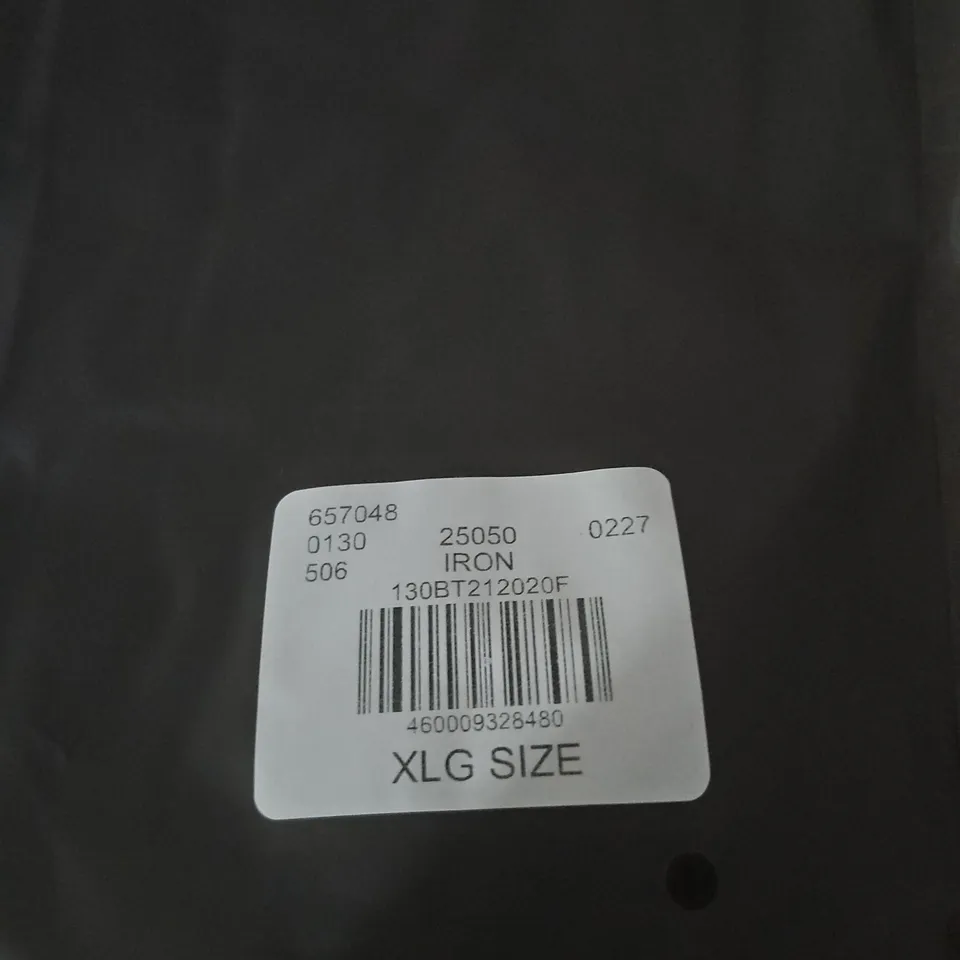 657048
0130 25050 0227
506 IRON
130BT212020F
460009328480
XLG SIZE